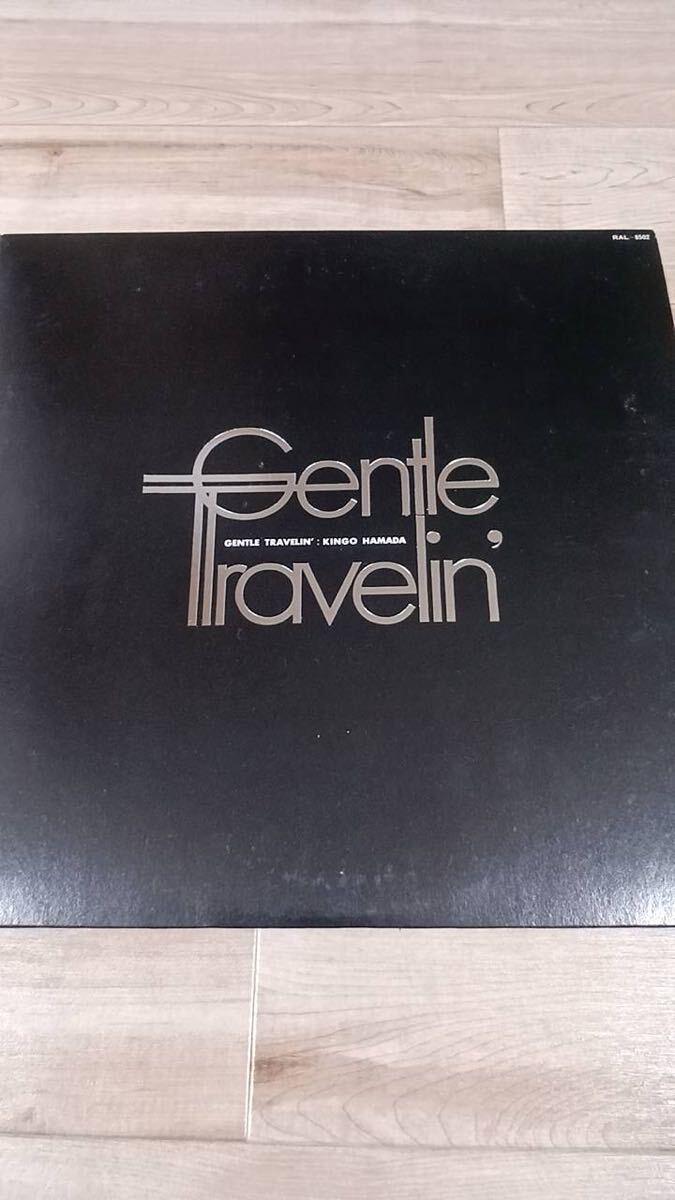 RAL-8502
Gentle
GENTLE TRAVELIN' : KINGO HAMADA
Travelin'